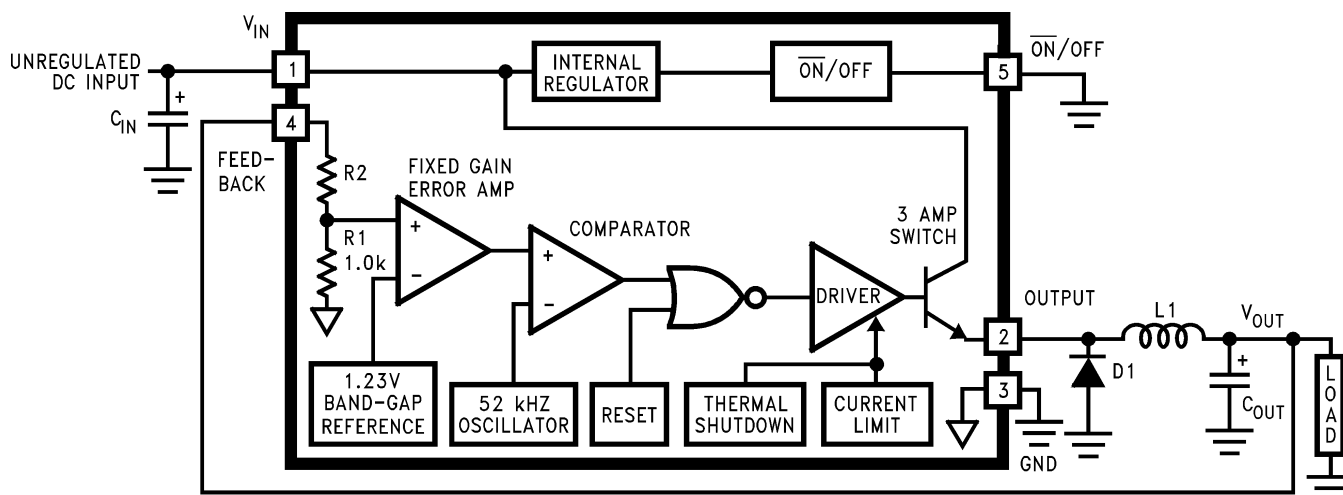 V_IN
UNREGULATED
DC INPUT
+
C_IN
1
4
FEED-
BACK
INTERNAL
REGULATOR
O̅N̅/OFF
5
O̅N̅/OFF
R2
R1
1.0k
FIXED GAIN
ERROR AMP
+
−
COMPARATOR
+
−
DRIVER
3 AMP
SWITCH
OUTPUT
2
3
GND
L1
V_OUT
D1
+
C_OUT
LOAD
1.23V
BAND-GAP
REFERENCE
52 kHZ
OSCILLATOR
RESET
THERMAL
SHUTDOWN
CURRENT
LIMIT